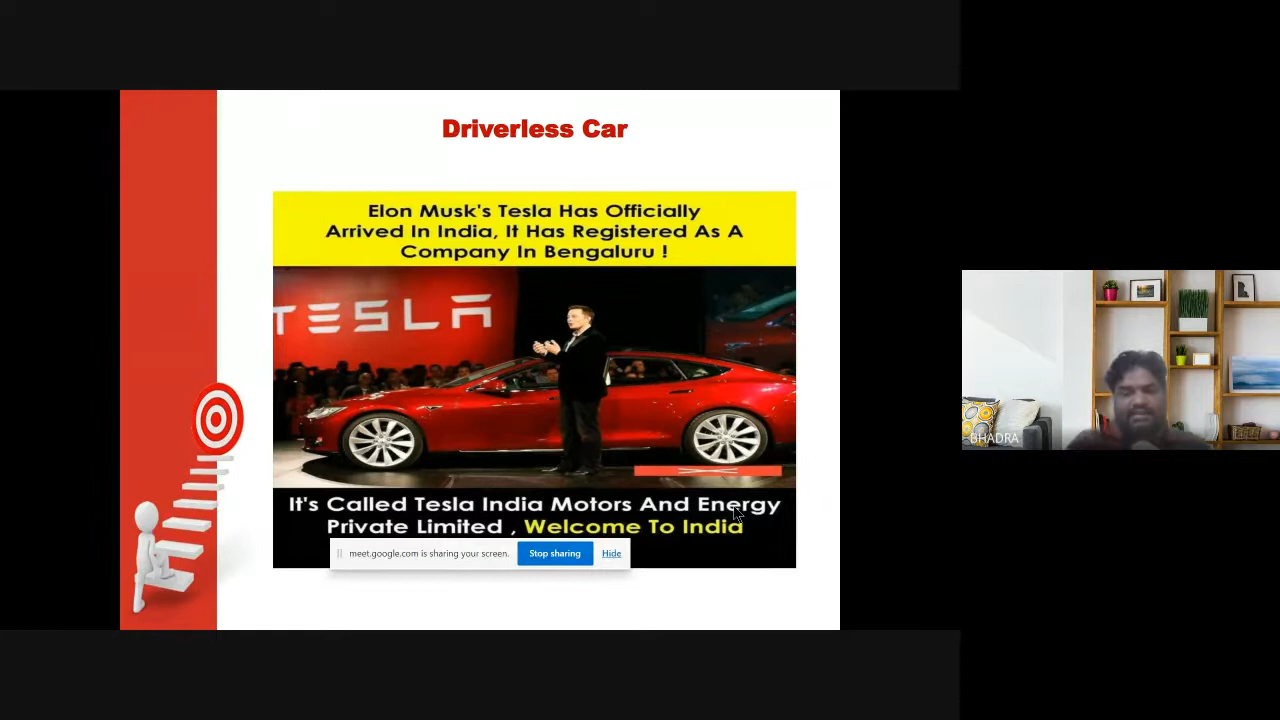 Driverless Car
Elon Musk's Tesla Has Officially
Arrived In India, It Has Registered As A
Company In Bengaluru !
TESLA
It's Called Tesla India Motors And Energy
Private Limited , Welcome To India
meet.google.com is sharing your screen. Stop sharing Hide
BHADRA